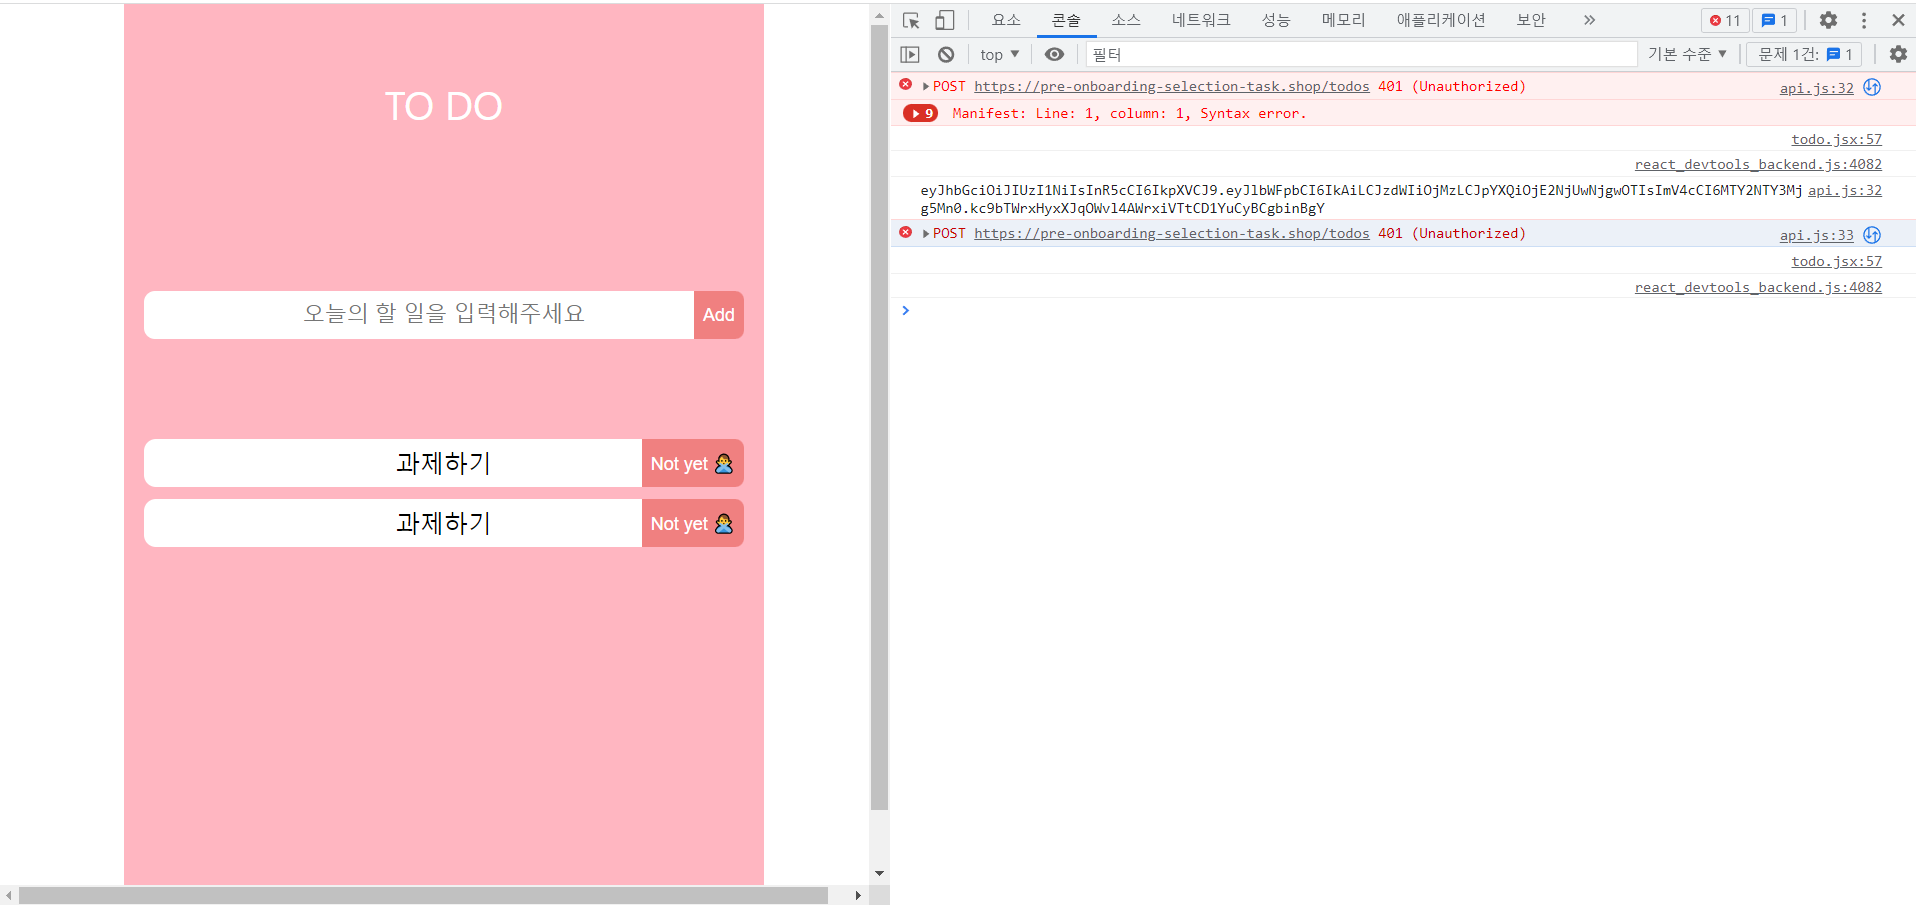 TO DO
오늘의 할 일을 입력해주세요
Add
과제하기
Not yet 🙅‍♂️
과제하기
Not yet 🙅‍♂️
요소 콘솔 소스 네트워크 성능 메모리 애플리케이션 보안 » 11 1
top ▼ 필터 기본 수준 ▼ 문제 1건: 1
POST https://pre-onboarding-selection-task.shop/todos 401 (Unauthorized) api.js:32
9 Manifest: Line: 1, column: 1, Syntax error.
todo.jsx:57
react_devtools_backend.js:4082
eyJhbGciOiJIUzI1NiIsInR5cCI6IkpXVCJ9.eyJlbWFpbCI6IkAiLCJzdWIiOjMzLCJpYXQiOjE2NjUwNjgwOTIsImV4cCI6MTY2NTY3Mj api.js:32
g5Mn0.kc9bTWrxHyxXJqOWvl4AWrxiVTtCD1YuCyBCgbinBgY
POST https://pre-onboarding-selection-task.shop/todos 401 (Unauthorized) api.js:33
todo.jsx:57
react_devtools_backend.js:4082